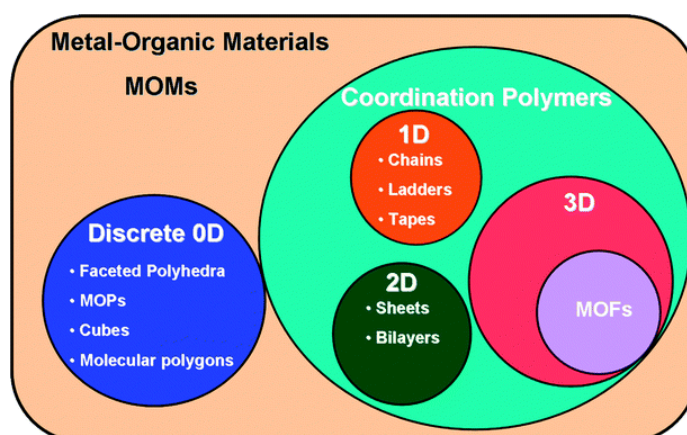 Metal-Organic Materials
MOMs
Coordination Polymers
1D
• Chains
• Ladders
• Tapes
Discrete 0D
• Faceted Polyhedra
• MOPs
• Cubes
• Molecular polygons
2D
• Sheets
• Bilayers
3D
MOFs